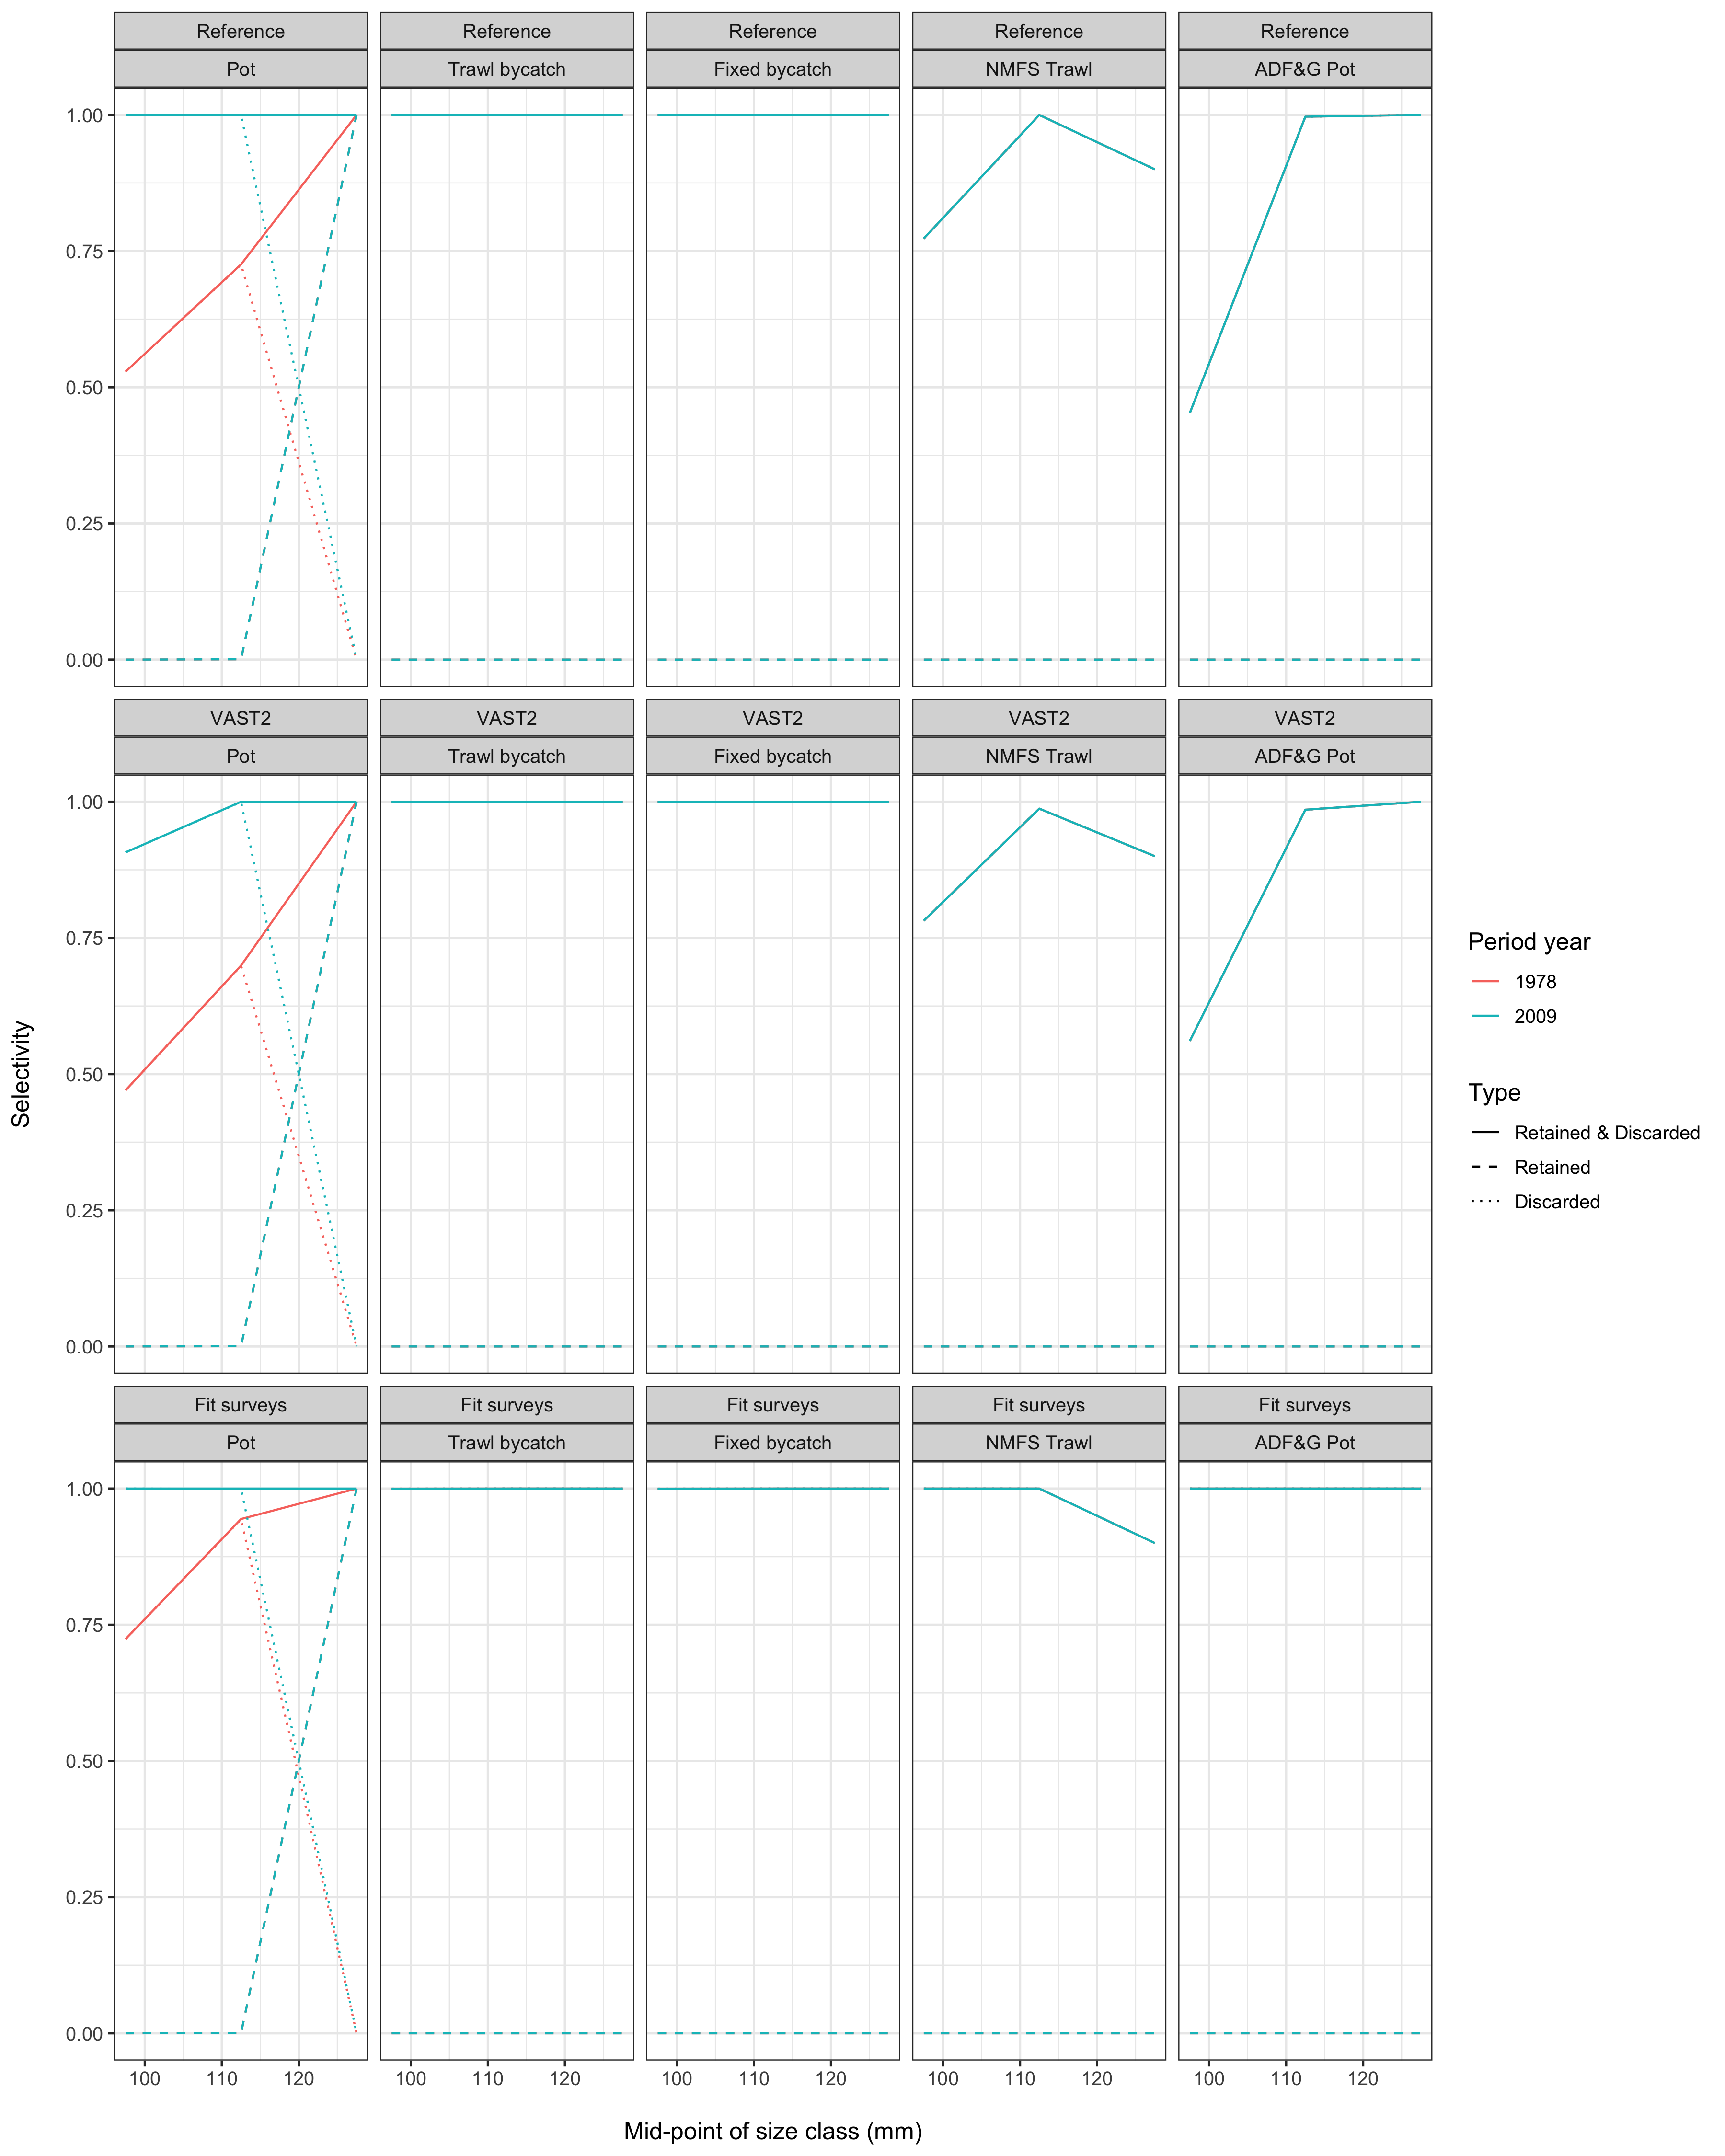 Reference Reference Reference Reference Reference
Pot Trawl bycatch Fixed bycatch NMFS Trawl ADF&G Pot
1.00
0.75
0.50
0.25
0.00
VAST2 VAST2 VAST2 VAST2 VAST2
Pot Trawl bycatch Fixed bycatch NMFS Trawl ADF&G Pot
1.00
0.75
0.50
0.25
0.00
Fit surveys Fit surveys Fit surveys Fit surveys Fit surveys
Pot Trawl bycatch Fixed bycatch NMFS Trawl ADF&G Pot
1.00
0.75
0.50
0.25
0.00
100 110 120 100 110 120 100 110 120 100 110 120 100 110 120
Mid-point of size class (mm)
Selectivity
Period year
1978
2009
Type
Retained & Discarded
Retained
Discarded